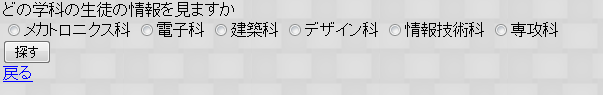 どの学科の生徒の情報を見ますか
メカトロニクス科 電子科 建築科 デザイン科 情報技術科 専攻科
探す
戻る